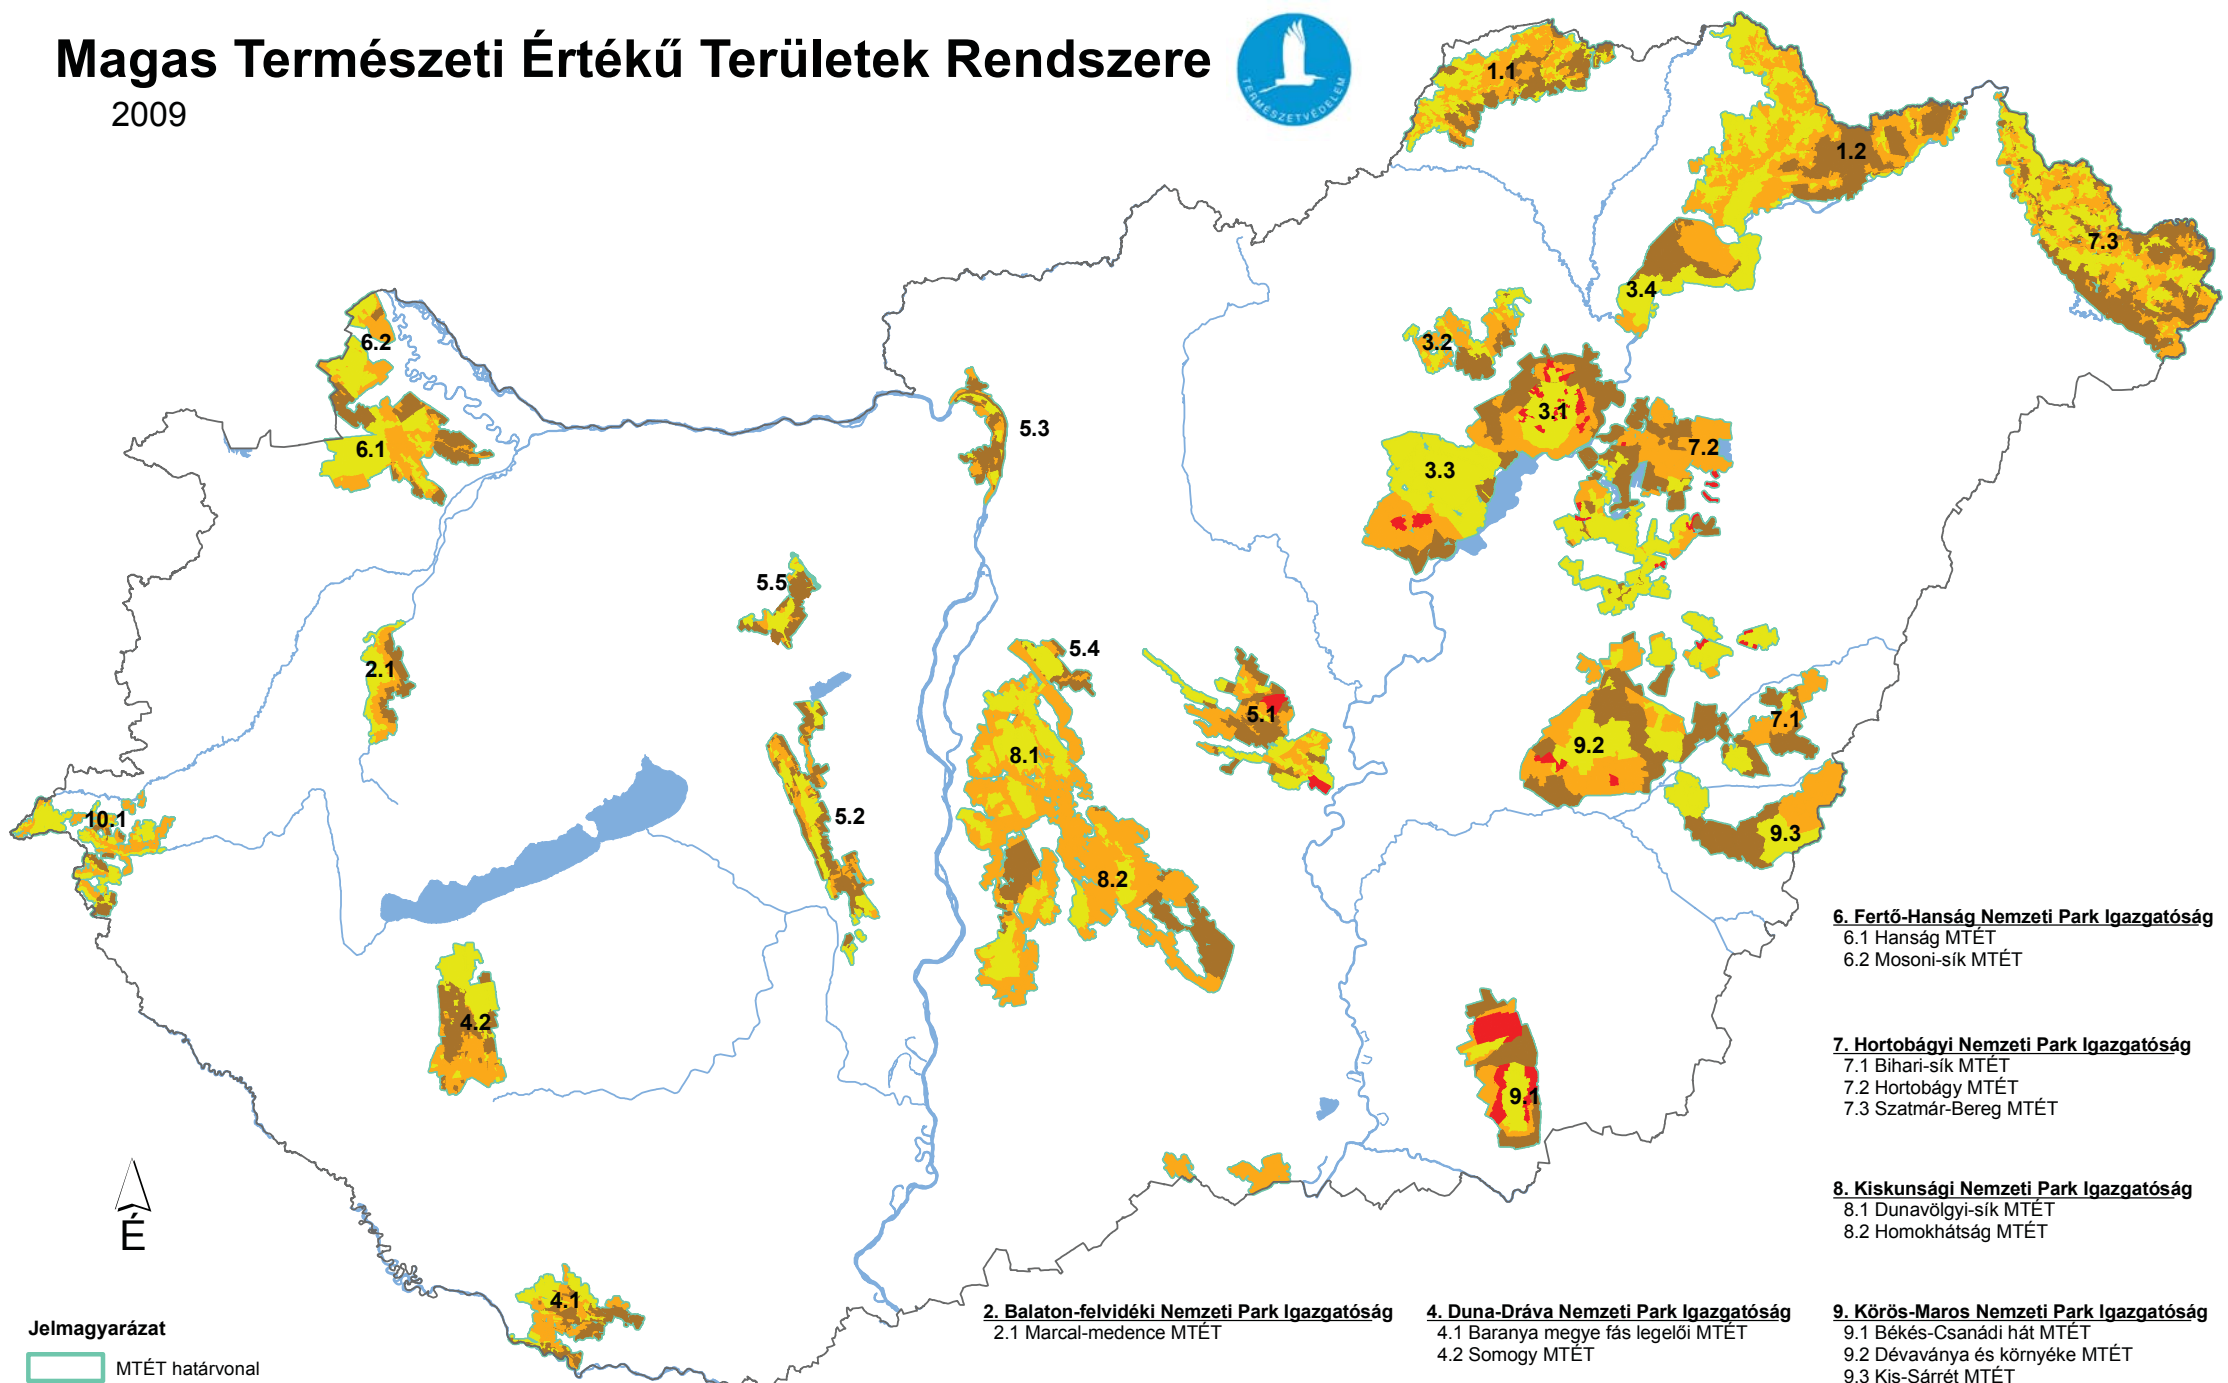 Magas Természeti Értékű Területek Rendszere
2009
TERMÉSZETVÉDELEM
1.1
1.2
7.3
3.4
6.2
3.2
3.1
5.3
7.2
6.1
3.3
5.5
5.4
2.1
5.1
7.1
9.2
8.1
10.1
5.2
9.3
8.2
4.2
9.1
4.1
É
Jelmagyarázat
MTÉT határvonal
2. Balaton-felvidéki Nemzeti Park Igazgatóság
2.1 Marcal-medence MTÉT
4. Duna-Dráva Nemzeti Park Igazgatóság
4.1 Baranya megye fás legelői MTÉT
4.2 Somogy MTÉT
6. Fertő-Hanság Nemzeti Park Igazgatóság
6.1 Hanság MTÉT
6.2 Mosoni-sík MTÉT
7. Hortobágyi Nemzeti Park Igazgatóság
7.1 Bihari-sík MTÉT
7.2 Hortobágy MTÉT
7.3 Szatmár-Bereg MTÉT
8. Kiskunsági Nemzeti Park Igazgatóság
8.1 Dunavölgyi-sík MTÉT
8.2 Homokhátság MTÉT
9. Körös-Maros Nemzeti Park Igazgatóság
9.1 Békés-Csanádi hát MTÉT
9.2 Dévaványa és környéke MTÉT
9.3 Kis-Sárrét MTÉT